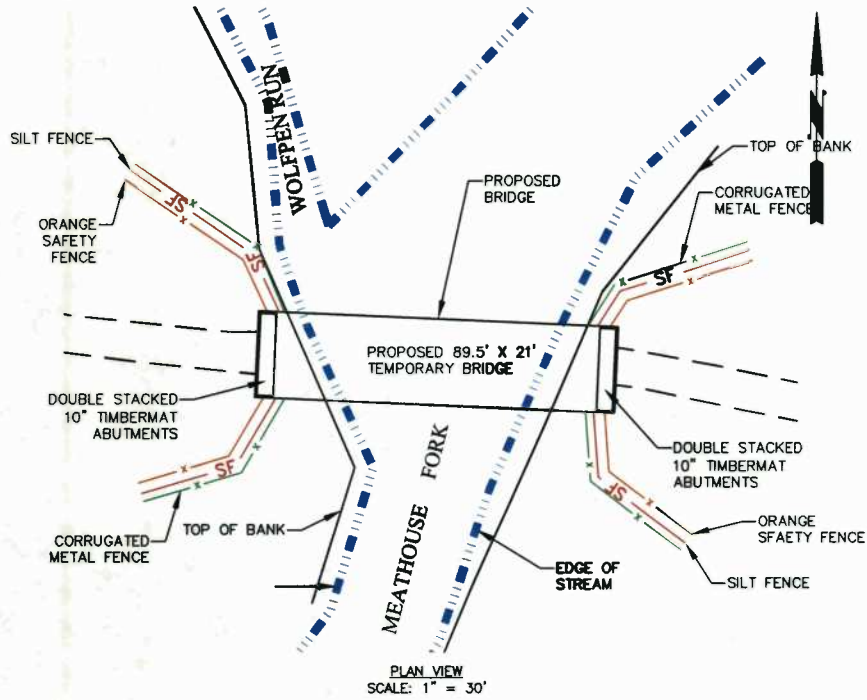 WOLFPEN RUN
N
SILT FENCE
TOP OF BANK
PROPOSED
BRIDGE
CORRUGATED
METAL FENCE
ORANGE
SAFETY
FENCE
SF
SF
SF
PROPOSED 89.5' X 21'
TEMPORARY BRIDGE
DOUBLE STACKED
10" TIMBERMAT
ABUTMENTS
DOUBLE STACKED
10" TIMBERMAT
ABUTMENTS
MEATHOUSE FORK
SF
SF
TOP OF BANK
CORRUGATED
METAL FENCE
ORANGE
SFAETY FENCE
EDGE OF
STREAM
SILT FENCE
PLAN VIEW
SCALE: 1" = 30'